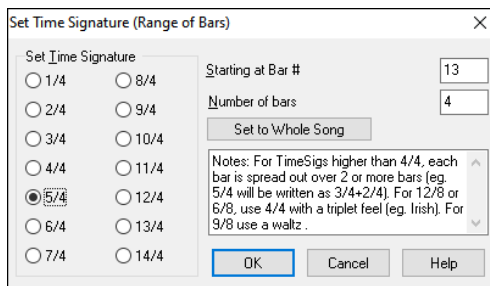 Set Time Signature (Range of Bars)
Set Time Signature
1/4
8/4
2/4
9/4
3/4
10/4
4/4
11/4
5/4
12/4
6/4
13/4
7/4
14/4
Starting at Bar #
13
Number of bars
4
Set to Whole Song
Notes: For TimeSigs higher than 4/4, each
bar is spread out over 2 or more bars (eg.
5/4 will be written as 3/4+2/4). For 12/8 or
6/8, use 4/4 with a triplet feel (eg. Irish). For
9/8 use a waltz .
OK
Cancel
Help